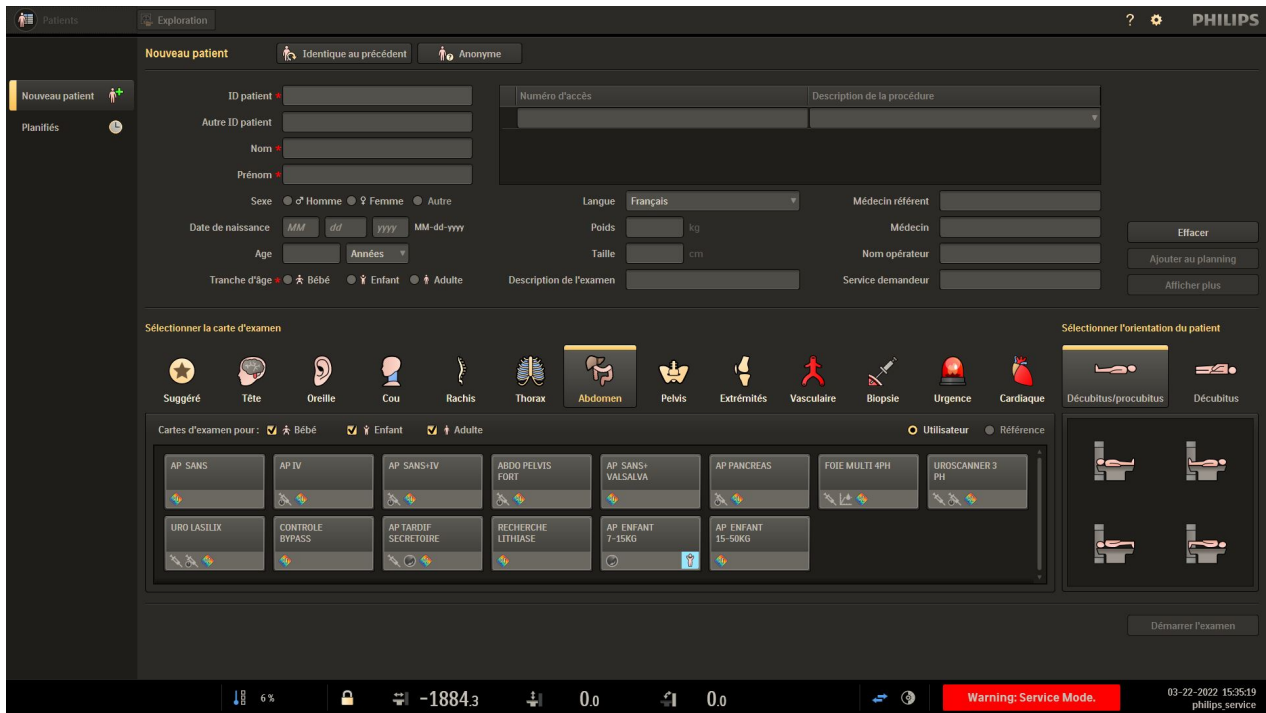 Patients
Exploration
?
PHILIPS
Nouveau patient
Identique au précédent
Anonyme
Nouveau patient
Planifiés
ID patient *
Autre ID patient
Nom *
Prénom *
Numéro d'accès
Description de la procédure
Sexe ♂ Homme ♀ Femme Autre
Date de naissance MM dd yyyy MM-dd-yyyy
Age Années
Tranche d'âge * Bébé Enfant Adulte
Langue Français
Poids kg
Taille cm
Description de l'examen
Médecin référent
Médecin
Nom opérateur
Service demandeur
Effacer
Ajouter au planning
Afficher plus
Sélectionner la carte d'examen
Suggéré Tête Oreille Cou Rachis Thorax Abdomen Pelvis Extrémités Vasculaire Biopsie Urgence Cardiaque
Sélectionner l'orientation du patient
Décubitus/procubitus Décubitus
Cartes d'examen pour : Bébé Enfant Adulte
Utilisateur Référence
AP SANS
AP IV
AP SANS+IV
ABDO PELVIS
FORT
AP SANS+
VALSALVA
AP PANCREAS
FOIE MULTI 4PH
UROSCANNER 3
PH
URO LASILIX
CONTROLE
BYPASS
AP TARDIF
SECRETOIRE
RECHERCHE
LITHIASE
AP ENFANT
7-15KG
AP ENFANT
15-50KG
Démarrer l'examen
6 %
-1884.3
0.0
0.0
Warning: Service Mode.
03-22-2022 15:35:19
philips_service